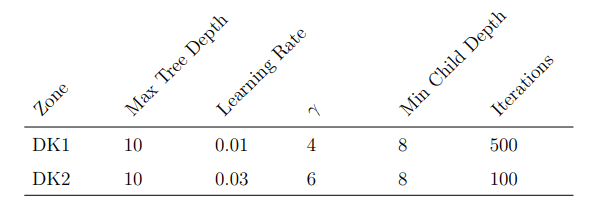 Zone Max Tree Depth Learning Rate γ Min Child Depth Iterations
DK1 10 0.01 4 8 500
DK2 10 0.03 6 8 100